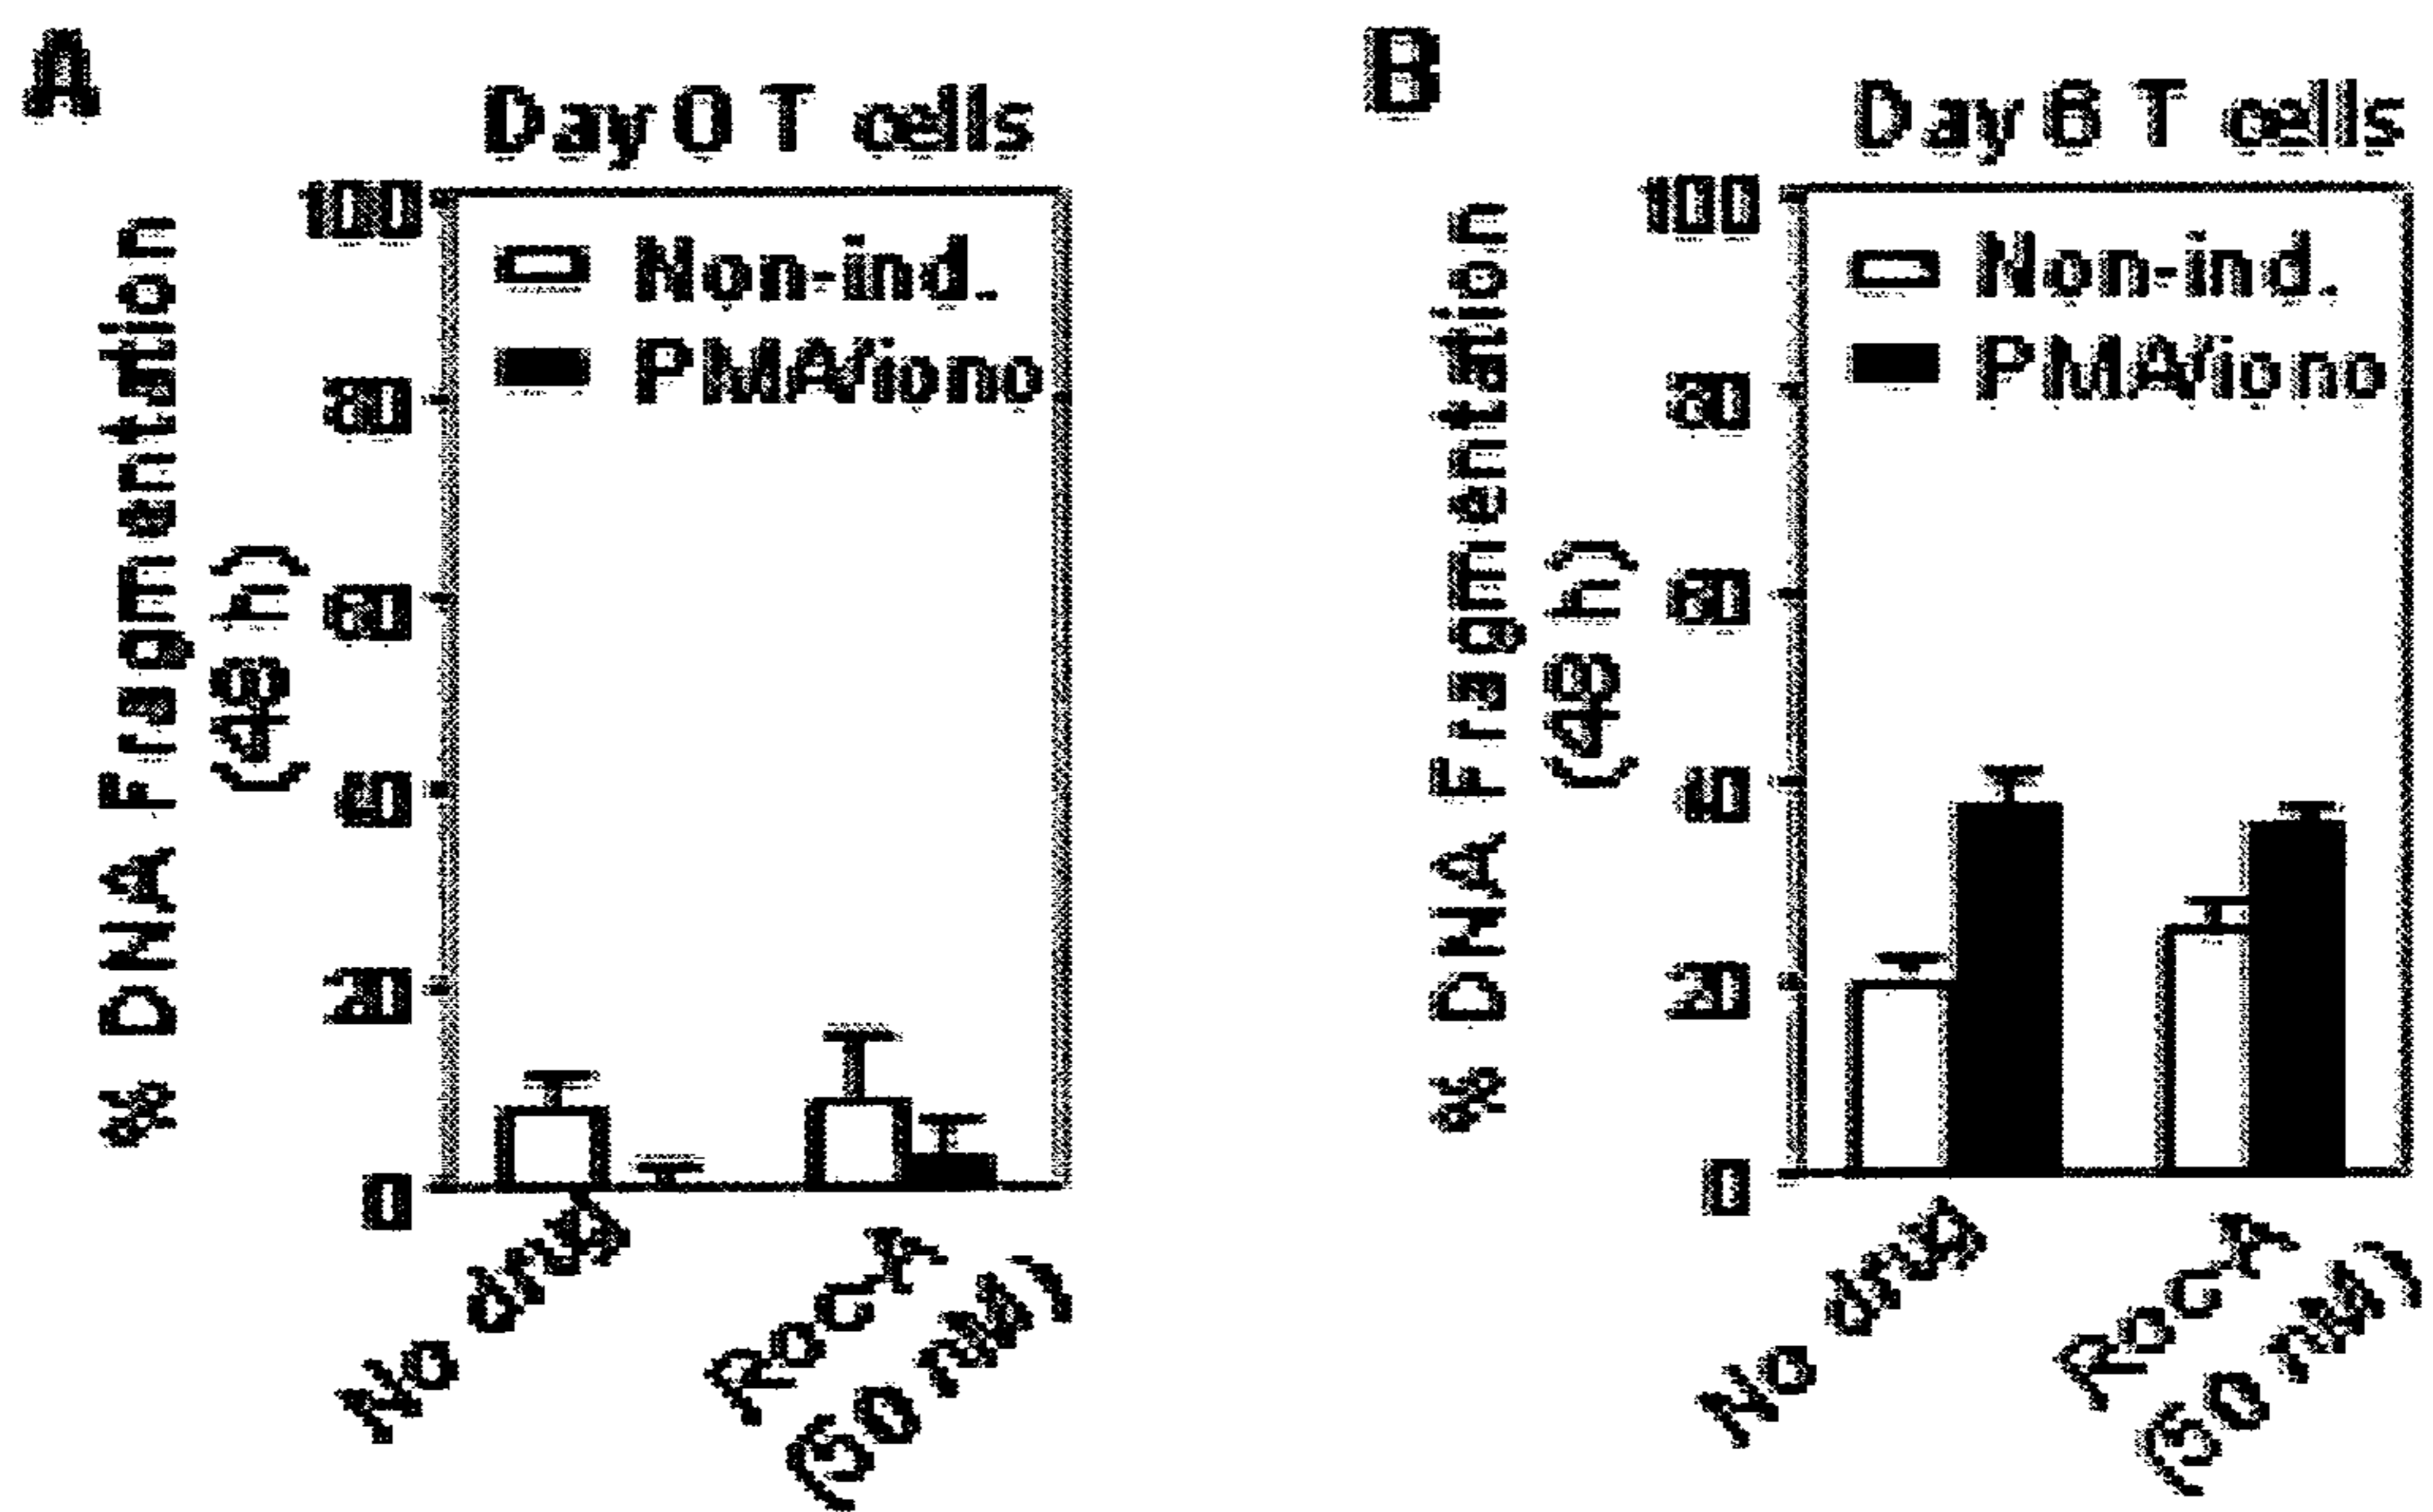 A
Day 0 T cells
% DNA Fragmentation
(48 h)
100
80
60
40
20
0
Non-ind.
PMA/iono
No drug
RocA
(50 nM)
B
Day 6 T cells
% DNA Fragmentation
(48 h)
100
80
60
40
20
0
Non-ind.
PMA/iono
No drug
RocA
(50 nM)